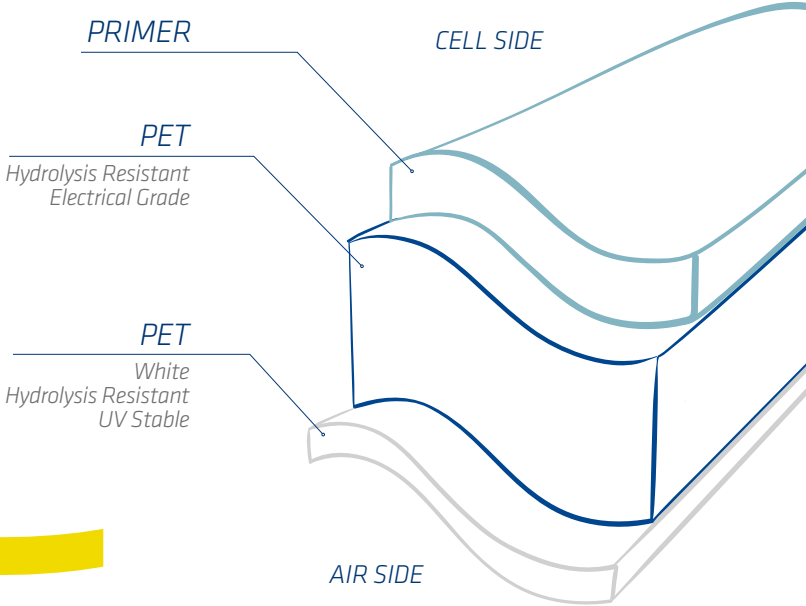 PRIMER
CELL SIDE
PET
Hydrolysis Resistant
Electrical Grade
PET
White
Hydrolysis Resistant
UV Stable
AIR SIDE